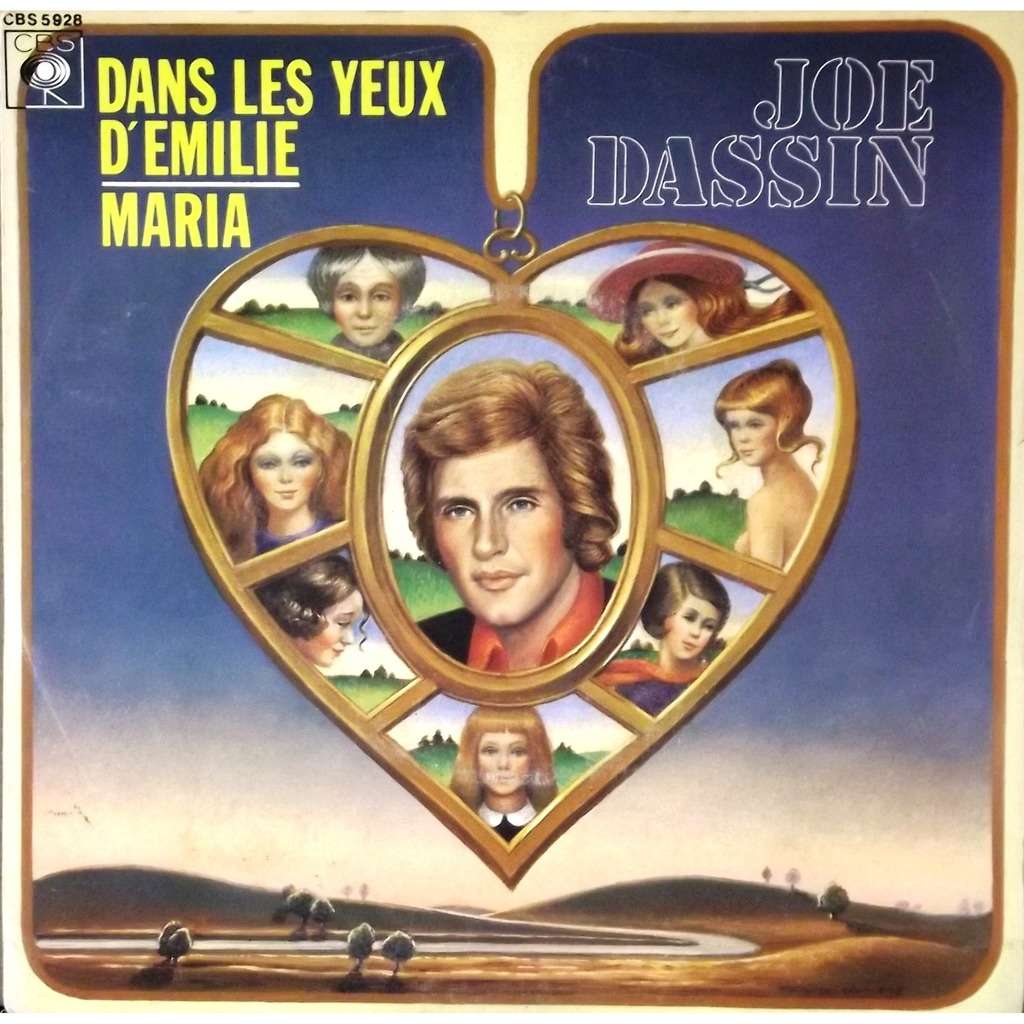 CBS 5928
CBS
DANS LES YEUX
D'EMILIE
MARIA
JOE
DASSIN